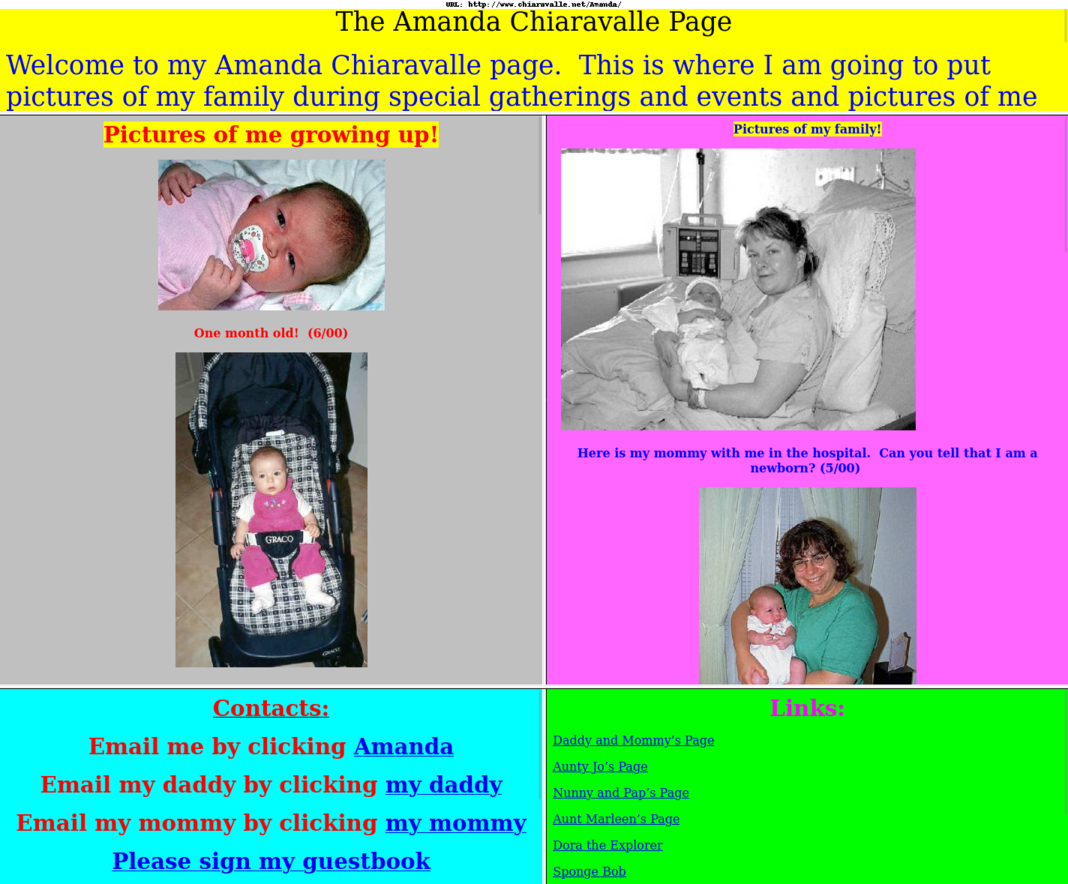 URL: http://www.chiaravalle.net/Amanda/
The Amanda Chiaravalle Page
Welcome to my Amanda Chiaravalle page.  This is where I am going to put
pictures of my family during special gatherings and events and pictures of me
Pictures of me growing up!
One month old!  (6/00)
GRACO
GRACO
Pictures of my family!
Here is my mommy with me in the hospital.  Can you tell that I am a
newborn? (5/00)
Contacts:
Email me by clicking Amanda
Email my daddy by clicking my daddy
Email my mommy by clicking my mommy
Please sign my guestbook
Links:
Daddy and Mommy’s Page
Aunty Jo’s Page
Nunny and Pap’s Page
Aunt Marleen’s Page
Dora the Explorer
Sponge Bob